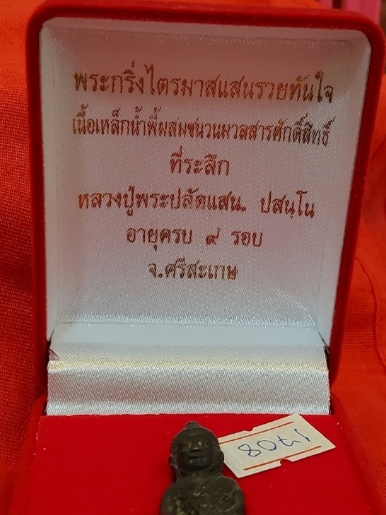 พระกริ่งไตรมาสแสนรวยทันใจ
เนื้อเหล็กน้ำพี้ผสมชนวนมวลสารศักดิ์สิทธิ์
ที่ระลึก
หลวงปู่พระปลัดแสน. ปสนฺโน
อายุครบ ๙ รอบ
จ.ศรีสะเกษ
1708